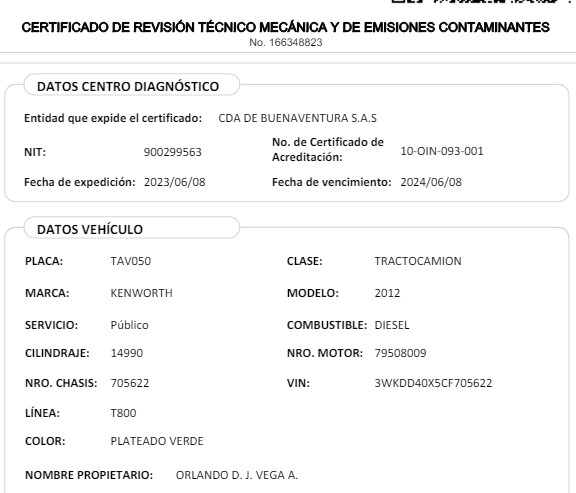 CERTIFICADO DE REVISIÓN TÉCNICO MECÁNICA Y DE EMISIONES CONTAMINANTES
No. 166348823
DATOS CENTRO DIAGNÓSTICO
Entidad que expide el certificado: CDA DE BUENAVENTURA S.A.S
NIT: 900299563 No. de Certificado de Acreditación: 10-OIN-093-001
Fecha de expedición: 2023/06/08 Fecha de vencimiento: 2024/06/08
DATOS VEHÍCULO
PLACA: TAV050 CLASE: TRACTOCAMION
MARCA: KENWORTH MODELO: 2012
SERVICIO: Público COMBUSTIBLE: DIESEL
CILINDRAJE: 14990 NRO. MOTOR: 79508009
NRO. CHASIS: 705622 VIN: 3WKDD40X5CF705622
LÍNEA: T800
COLOR: PLATEADO VERDE
NOMBRE PROPIETARIO: ORLANDO D. J. VEGA A.